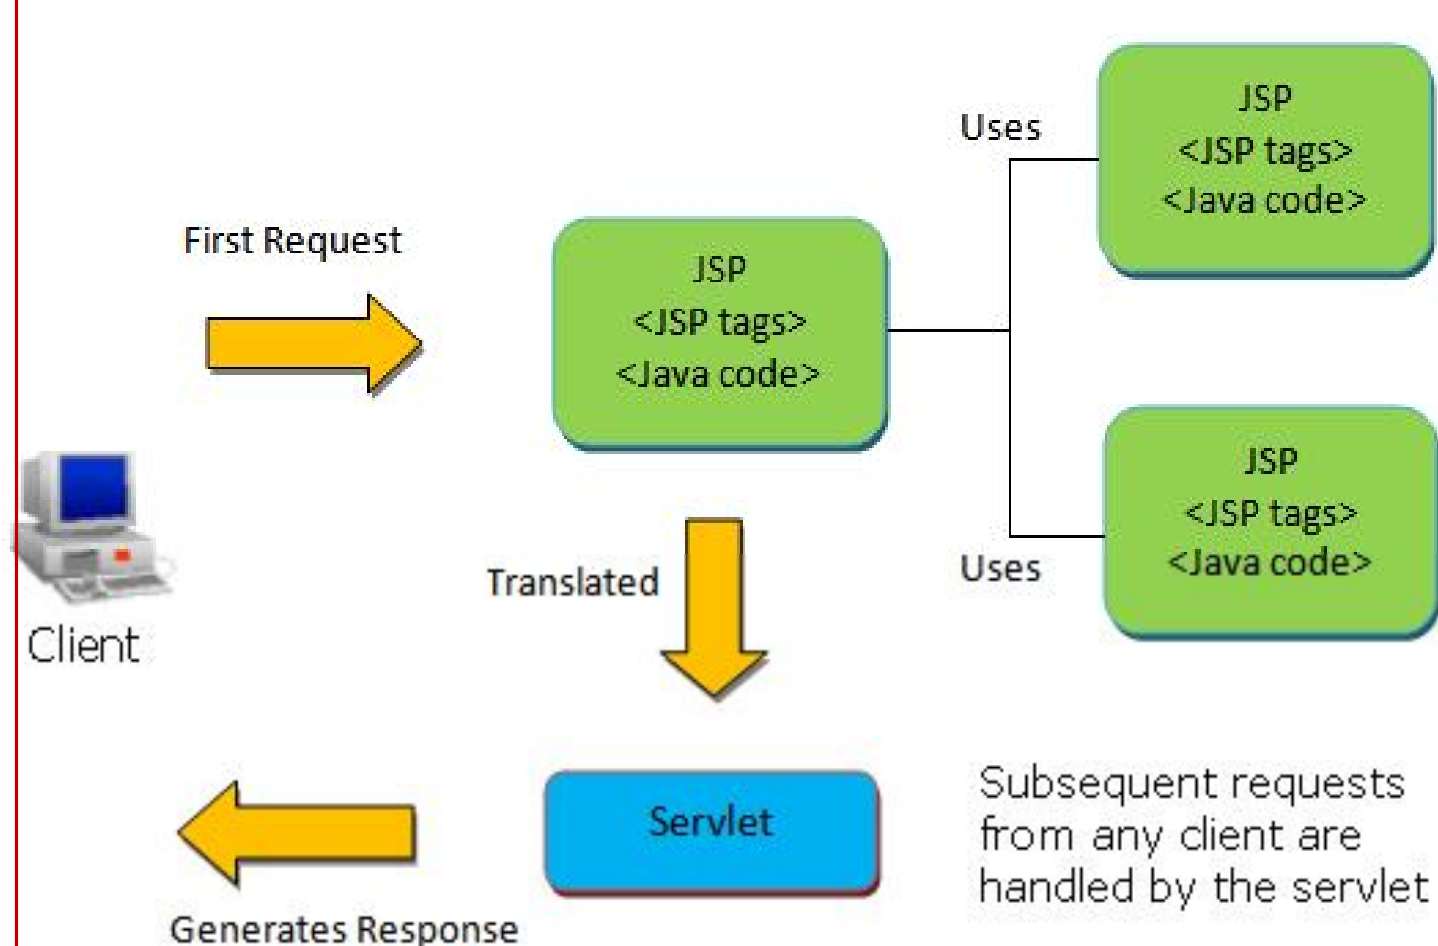 First Request
JSP
<JSP tags>
<Java code>
Uses
JSP
<JSP tags>
<Java code>
Uses
JSP
<JSP tags>
<Java code>
Client
Translated
Servlet
Generates Response
Subsequent requests
from any client are
handled by the servlet